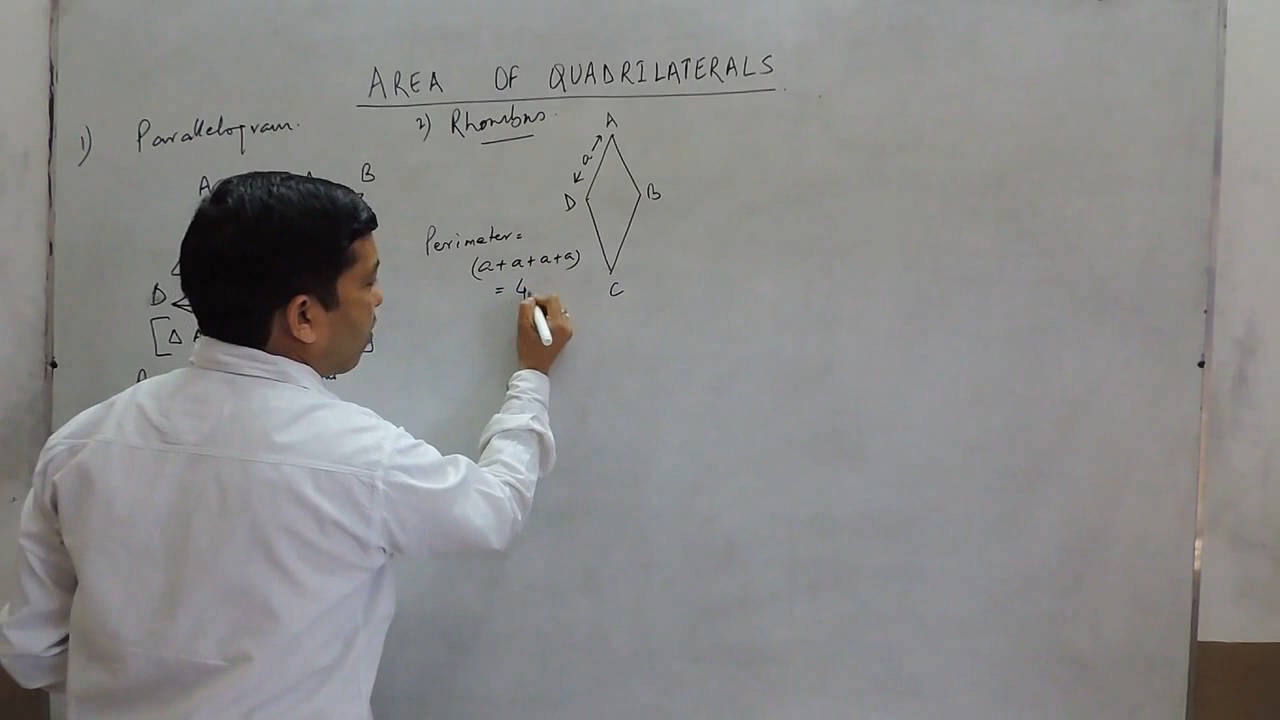 AREA OF QUADRILATERALS
1) Parallelogram.
A B
D
[Δ A
2) Rhombus.
A
a
D B
C
Perimeter =
(a+a+a+a)
= 4